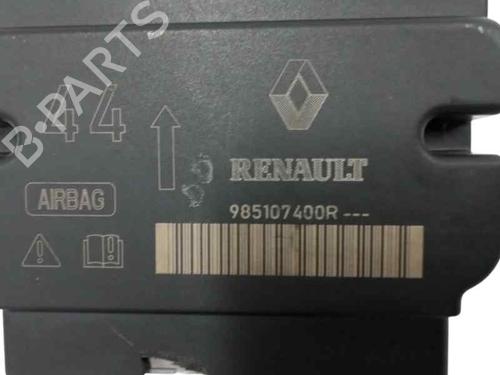 B-PARTS
44
RENAULT
AIRBAG
985107400R---